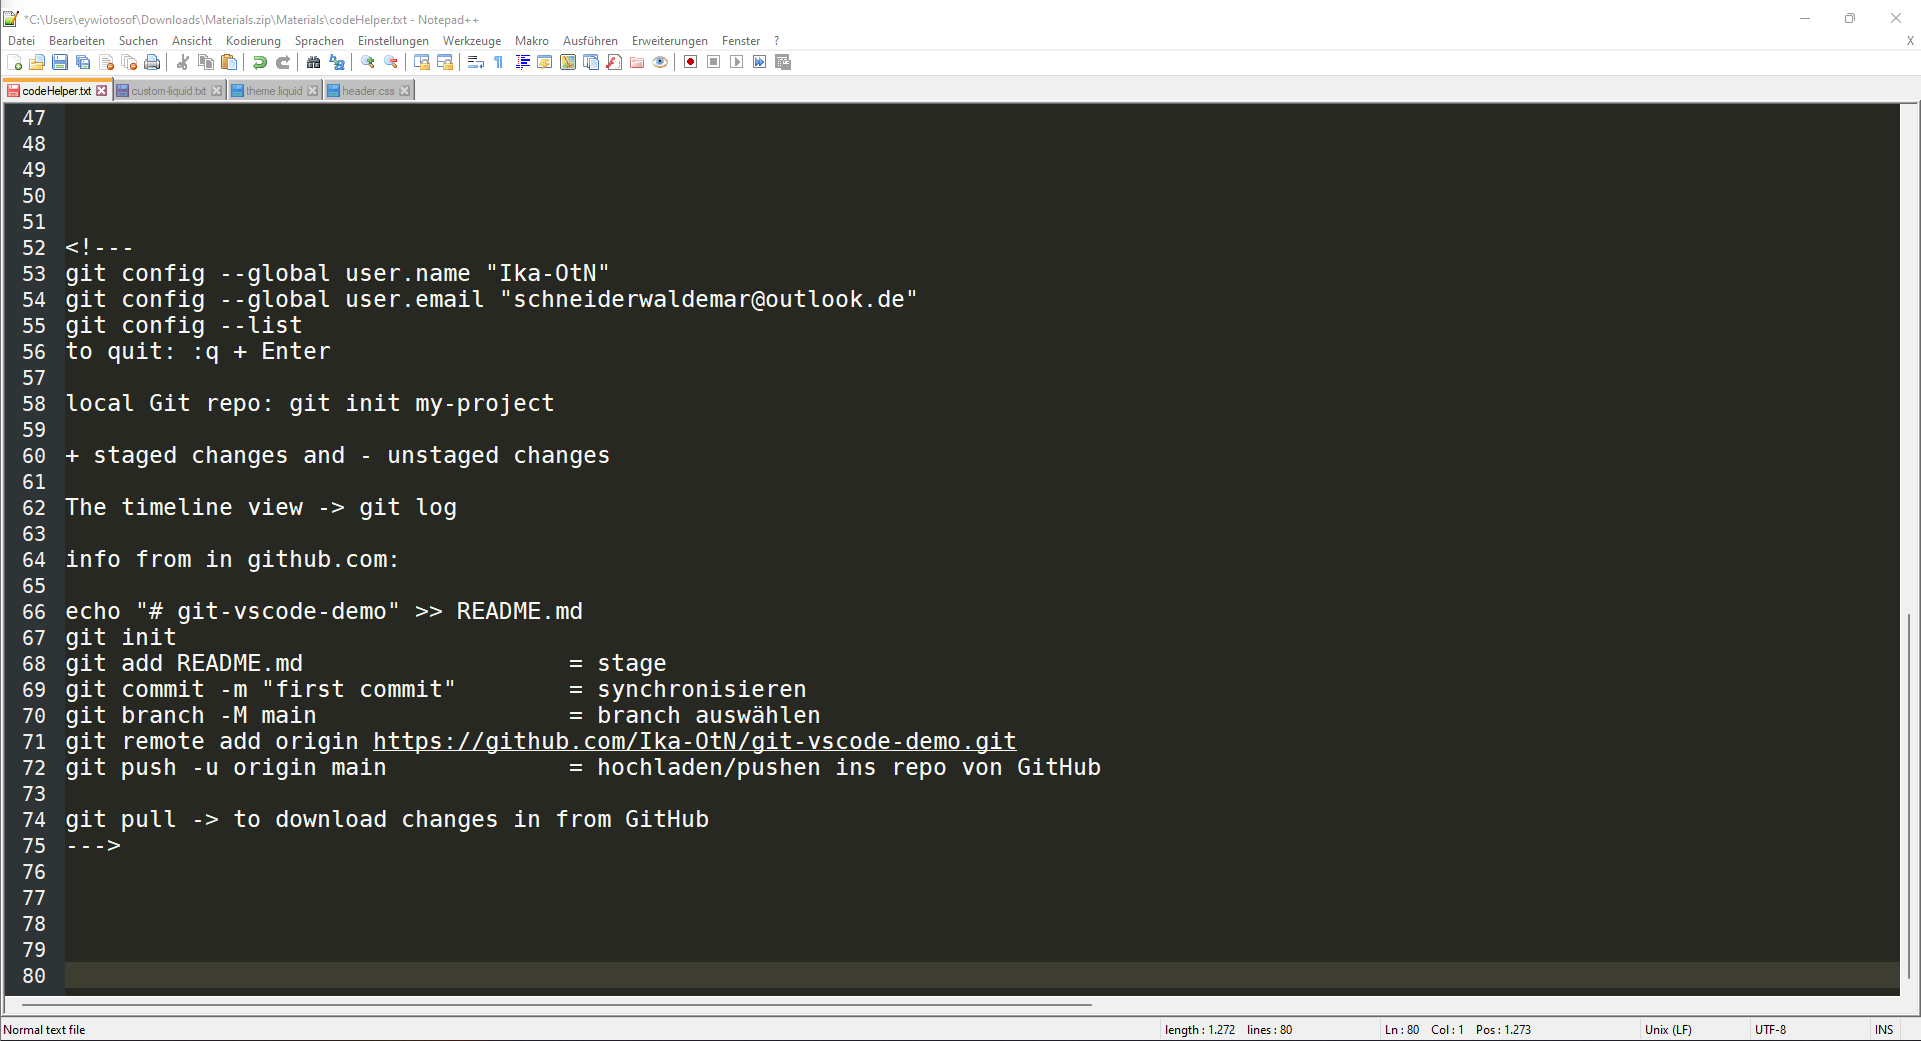 *C:\Users\eywiotosof\Downloads\Materials.zip\Materials\codeHelper.txt - Notepad++
Datei Bearbeiten Suchen Ansicht Kodierung Sprachen Einstellungen Werkzeuge Makro Ausführen Erweiterungen Fenster ? X
codeHelper.txt custom-liquid.txt theme.liquid header.css
47
48
49
50
51
52 <!---
53 git config --global user.name "Ika-OtN"
54 git config --global user.email "schneiderwaldemar@outlook.de"
55 git config --list
56 to quit: :q + Enter
57
58 local Git repo: git init my-project
59
60 + staged changes and - unstaged changes
61
62 The timeline view -> git log
63
64 info from in github.com:
65
66 echo "# git-vscode-demo" >> README.md
67 git init
68 git add README.md = stage
69 git commit -m "first commit" = synchronisieren
70 git branch -M main = branch auswählen
71 git remote add origin https://github.com/Ika-OtN/git-vscode-demo.git
72 git push -u origin main = hochladen/pushen ins repo von GitHub
73
74 git pull -> to download changes in from GitHub
75 --->
76
77
78
79
80
Normal text file length : 1.272 lines : 80 Ln : 80 Col : 1 Pos : 1.273 Unix (LF) UTF-8 INS